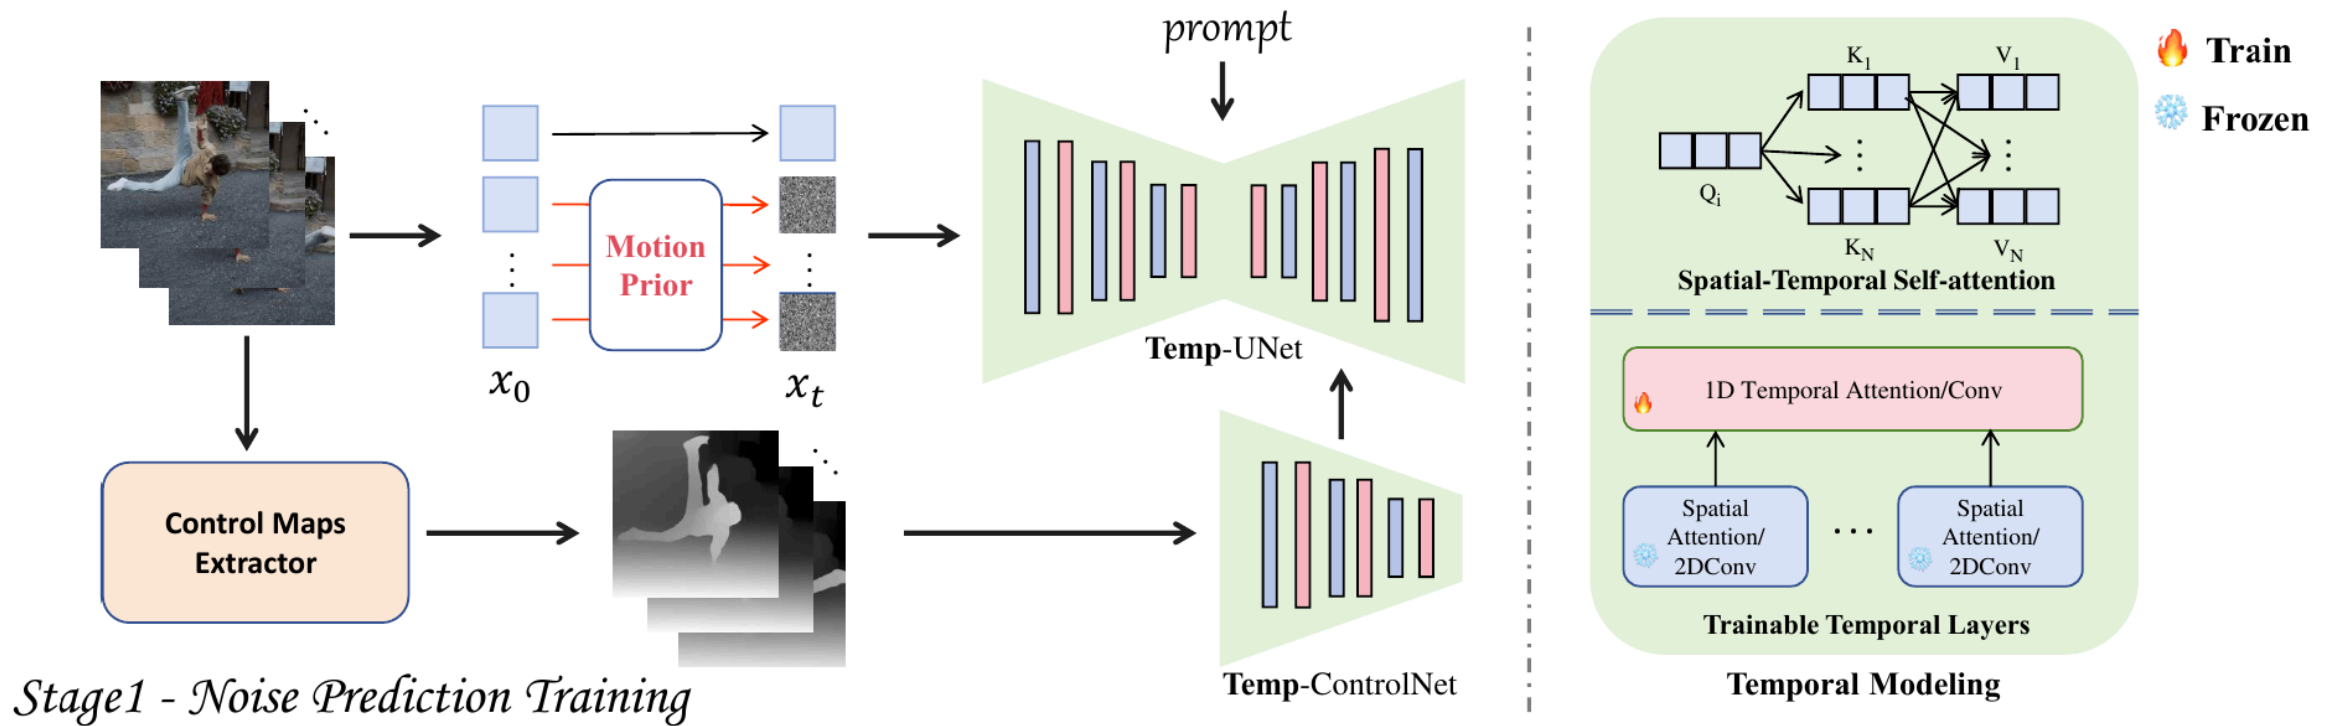 prompt
Motion
Prior
x0
xt
Temp-UNet
Control Maps
Extractor
Temp-ControlNet
Stage1 - Noise Prediction Training
K1
V1
Qi
KN
VN
Spatial-Temporal Self-attention
1D Temporal Attention/Conv
Spatial
Attention/
2DConv
...
Spatial
Attention/
2DConv
Trainable Temporal Layers
Temporal Modeling
Train
Frozen